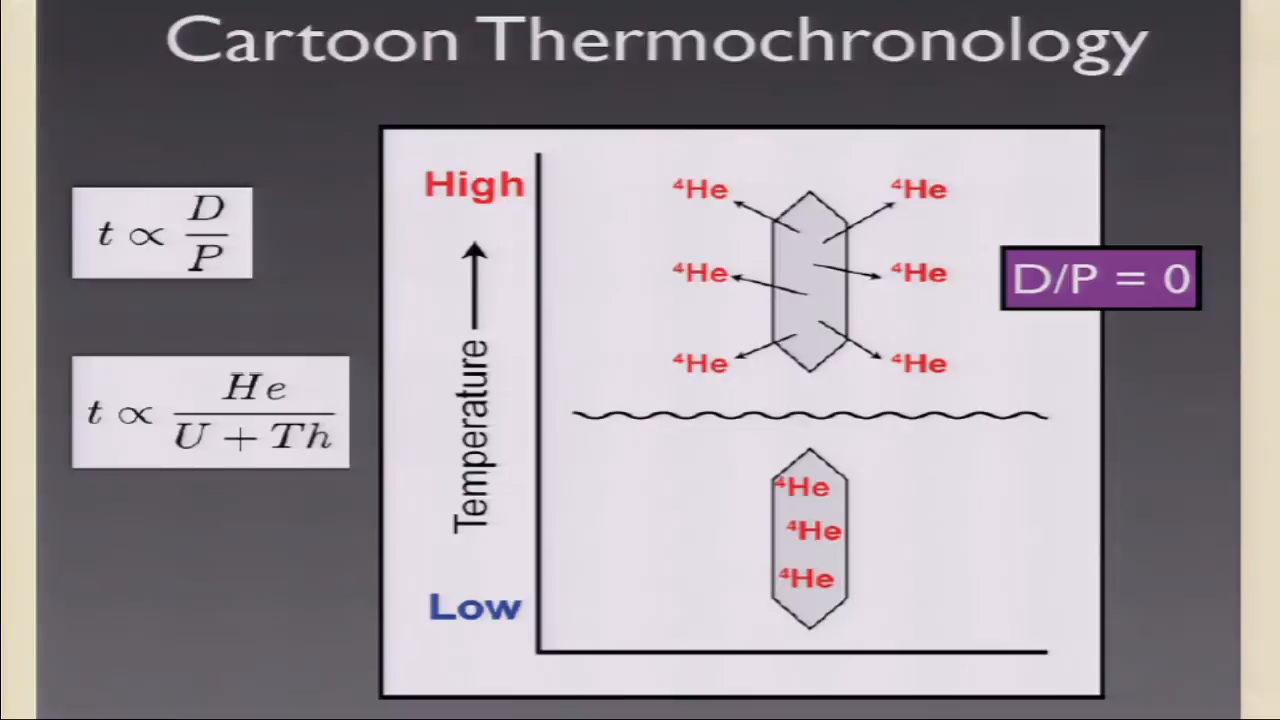 Cartoon Thermochronology
t ∝ D/P
t ∝ He/(U + Th)
High
Temperature
Low
⁴He ⁴He
⁴He ⁴He
⁴He ⁴He
⁴He
⁴He
⁴He
D/P = 0